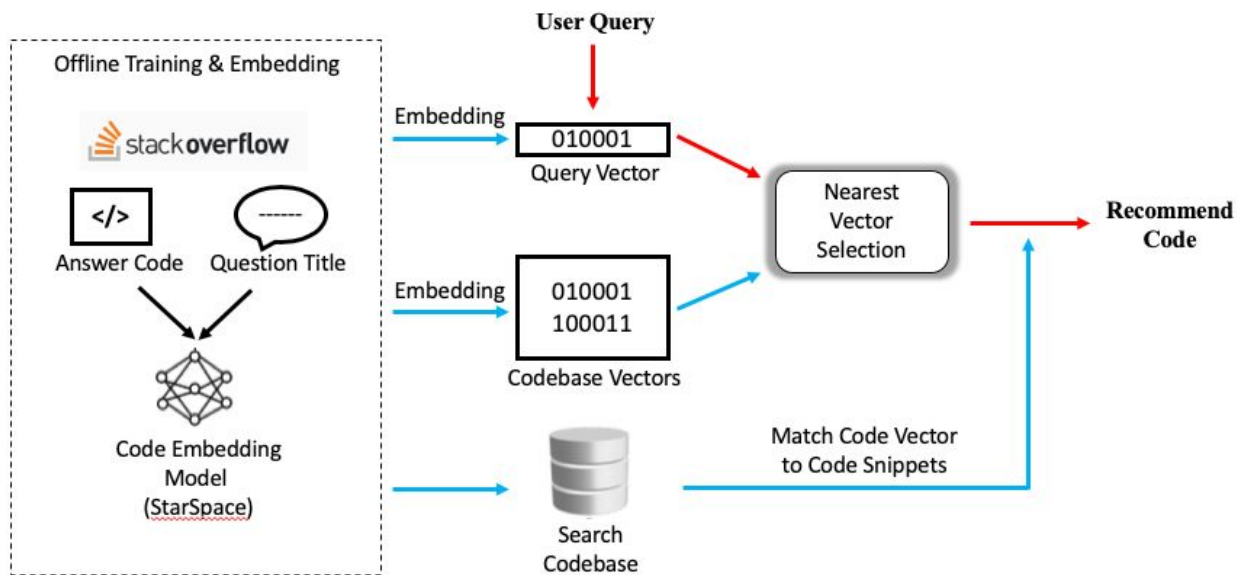 User Query
Offline Training & Embedding
stackoverflow
</>
------
Answer Code
Question Title
Code Embedding
Model
(StarSpace)
Embedding
010001
Query Vector
Embedding
010001
100011
Codebase Vectors
Nearest
Vector
Selection
Recommend
Code
Match Code Vector
to Code Snippets
Search
Codebase